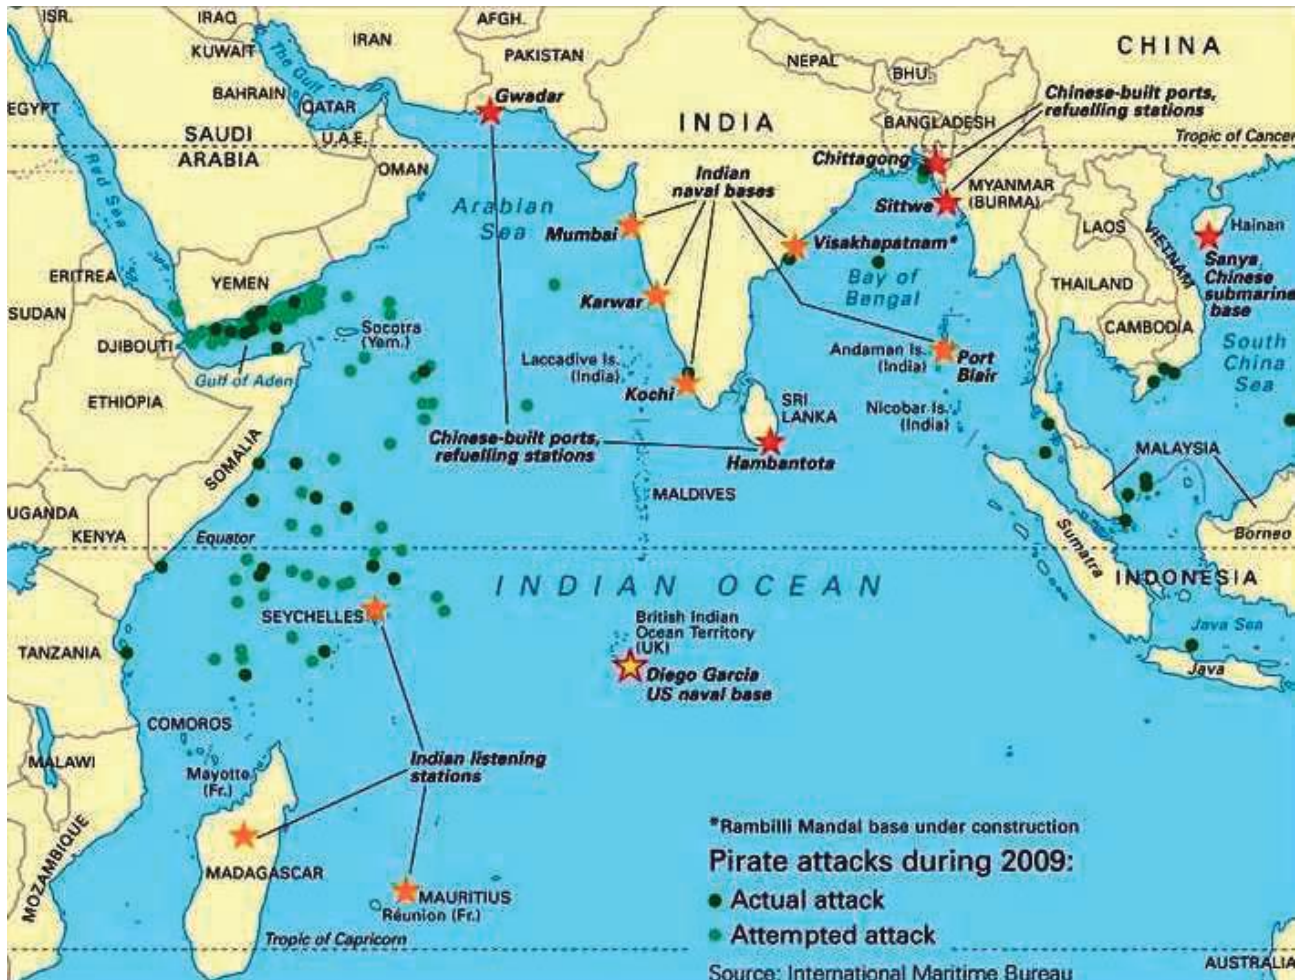 ISR.
IRAQ
IRAN
AFGH.
CHINA
KUWAIT
The Gulf
PAKISTAN
NEPAL
BHU.
BAHRAIN
QATAR
Gwadar
Chinese-built ports,
refuelling stations
EGYPT
SAUDI
ARABIA
U.A.E.
INDIA
BANGLADESH
Tropic of Cancer
Red Sea
OMAN
Chittagong
Indian
naval bases
MYANMAR
(BURMA)
Arabian
Sea
Sittwe
LAOS
VIETNAM
Hainan
Mumbai
Visakhapatnam*
Sanya,
Chinese
submarine
base
ERITREA
YEMEN
Bay of
Bengal
THAILAND
SUDAN
Karwar
DJIBOUTI
Socotra
(Yem.)
CAMBODIA
South
China
Sea
Gulf of Aden
Laccadive Is.
(India)
Andaman Is.
(India)
Port
Blair
ETHIOPIA
Kochi
SRI
LANKA
Nicobar Is.
(India)
SOMALIA
Chinese-built ports,
refuelling stations
Hambantota
MALAYSIA
MALDIVES
UGANDA
KENYA
Equator
Sumatra
Borneo
INDIAN OCEAN
INDONESIA
SEYCHELLES
British Indian
Ocean Territory
(UK)
Java Sea
TANZANIA
Diego Garcia
US naval base
Java
COMOROS
MALAWI
Mayotte
(Fr.)
Indian listening
stations
MOZAMBIQUE
MADAGASCAR
MAURITIUS
Réunion (Fr.)
Tropic of Capricorn
*Rambilli Mandal base under construction
Pirate attacks during 2009:
Actual attack
Attempted attack
Source: International Maritime Bureau
AUSTRALIA